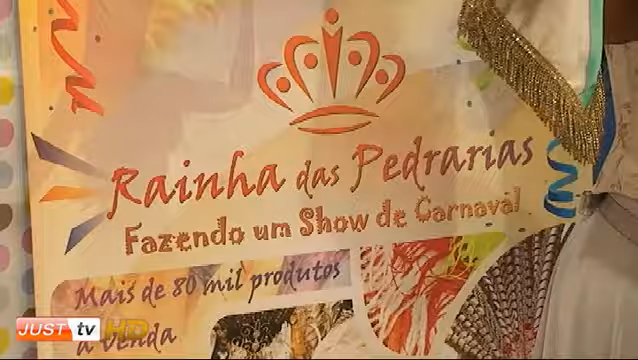 Rainha das Pedrarias
Fazendo um Show de Carnaval
Mais de 80 mil produtos
à venda
JUST tv HD